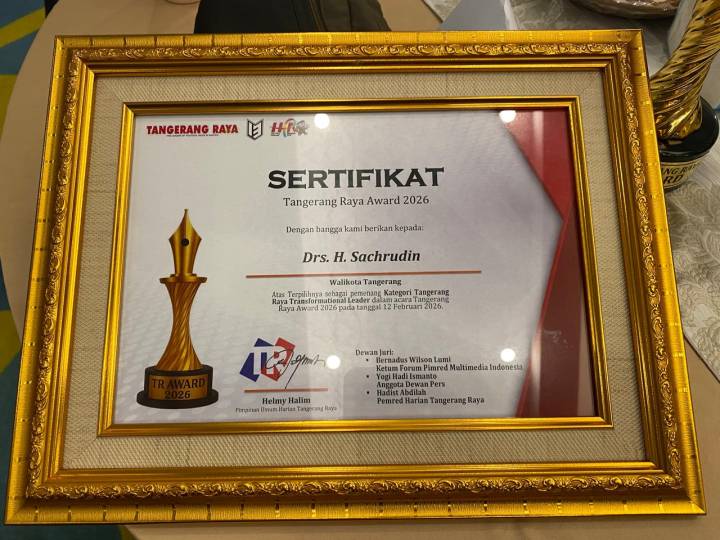 TANGERANG RAYA
SERTIFIKAT
Tangerang Raya Award 2026
Dengan bangga kami berikan kepada:
Drs. H. Sachrudin
Walikota Tangerang
Atas Terpilihnya sebagai pemenang Kategori Tangerang
Raya Transformational Leader dalam acara Tangerang
Raya Award 2026 pada tanggal 12 Februari 2026.
Helmy Halim
Pimpinan Umum Harian Tangerang Raya
Dewan Juri:
• Bernadus Wilson Lumi
Ketum Forum Pimred Multimedia Indonesia
• Yogi Hadi Ismanto
Anggota Dewan Pers
• Hadist Abdilah
Pemred Harian Tangerang Raya
TR AWARD
2026